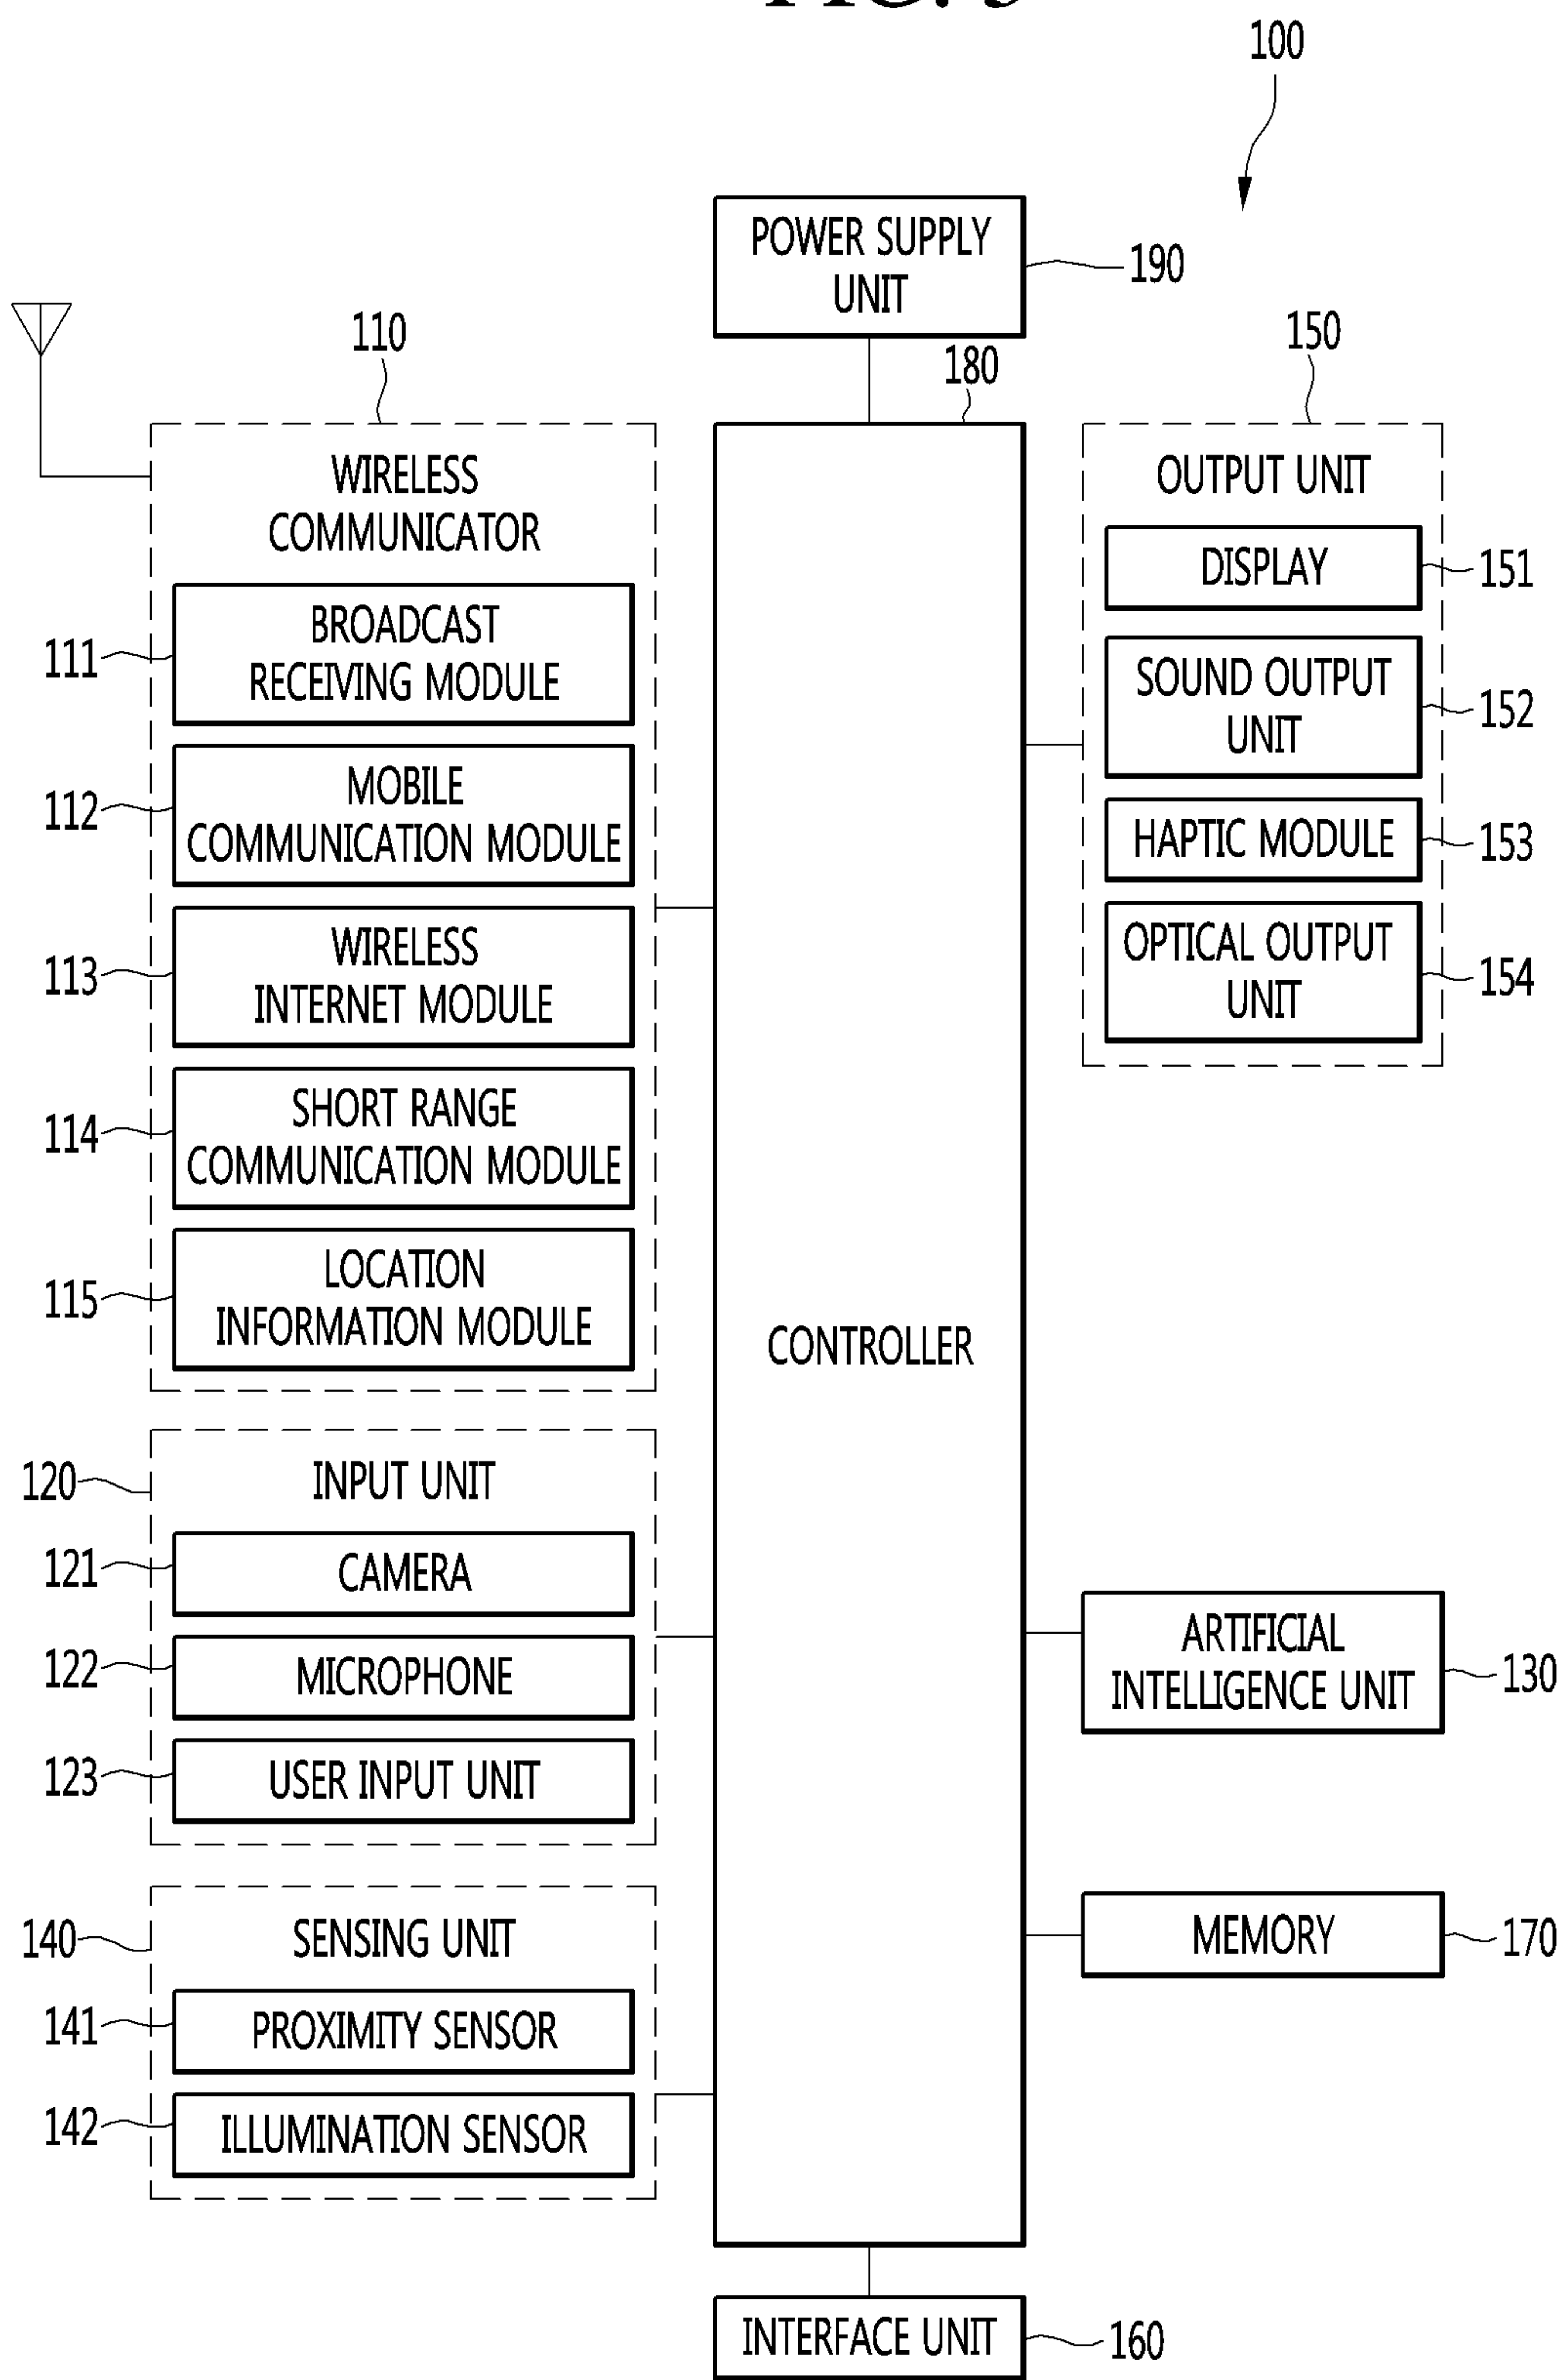 100
POWER SUPPLY
UNIT
190
110
180
150
WIRELESS
COMMUNICATOR
111
BROADCAST
RECEIVING MODULE
112
MOBILE
COMMUNICATION MODULE
113
WIRELESS
INTERNET MODULE
114
SHORT RANGE
COMMUNICATION MODULE
115
LOCATION
INFORMATION MODULE
120
INPUT UNIT
121
CAMERA
122
MICROPHONE
123
USER INPUT UNIT
140
SENSING UNIT
141
PROXIMITY SENSOR
142
ILLUMINATION SENSOR
CONTROLLER
OUTPUT UNIT
DISPLAY
151
SOUND OUTPUT
UNIT
152
HAPTIC MODULE
153
OPTICAL OUTPUT
UNIT
154
ARTIFICIAL
INTELLIGENCE UNIT
130
MEMORY
170
INTERFACE UNIT
160